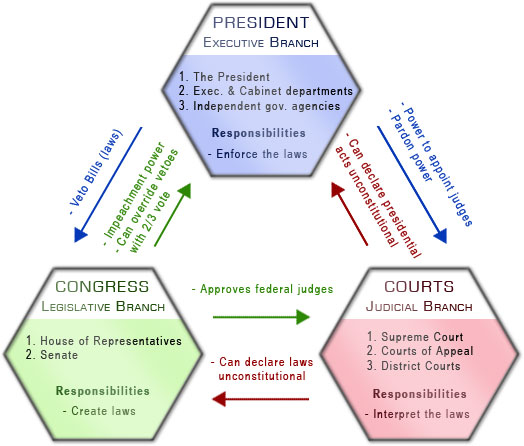 PRESIDENT
EXECUTIVE BRANCH
1. The President
2. Exec. & Cabinet departments
3. Independent gov. agencies
Responsibilities
- Enforce the laws
- Veto Bills (laws)
- Impeachment power
- Can override vetoes
with 2/3 vote
- Power to appoint judges
- Pardon power
- Can declare presidential
acts unconstitutional
CONGRESS
LEGISLATIVE BRANCH
1. House of Representatives
2. Senate
Responsibilities
- Create laws
- Approves federal judges
- Can declare laws
unconstitutional
COURTS
JUDICIAL BRANCH
1. Supreme Court
2. Courts of Appeal
3. District Courts
Responsibilities
- Interpret the laws